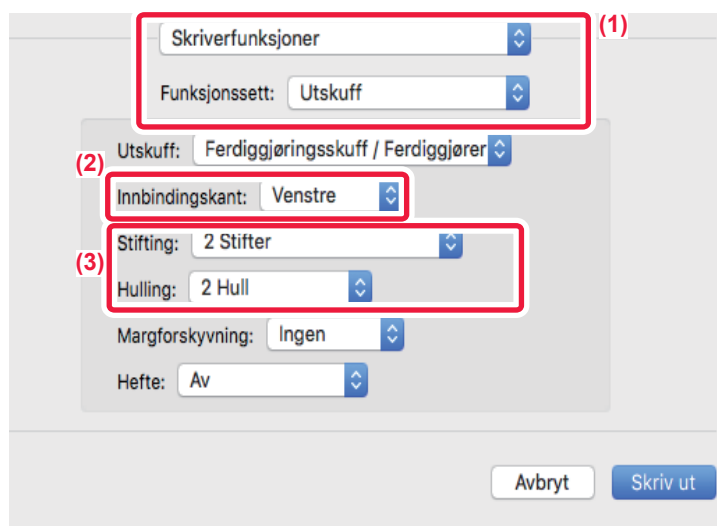 Skriverfunksjoner
(1)
Funksjonssett: Utskuff
Utskuff: Ferdiggjøringsskuff / Ferdiggjører
(2)
Innbindingskant: Venstre
Stifting: 2 Stifter
(3)
Hulling: 2 Hull
Margforskyvning: Ingen
Hefte: Av
Avbryt Skriv ut